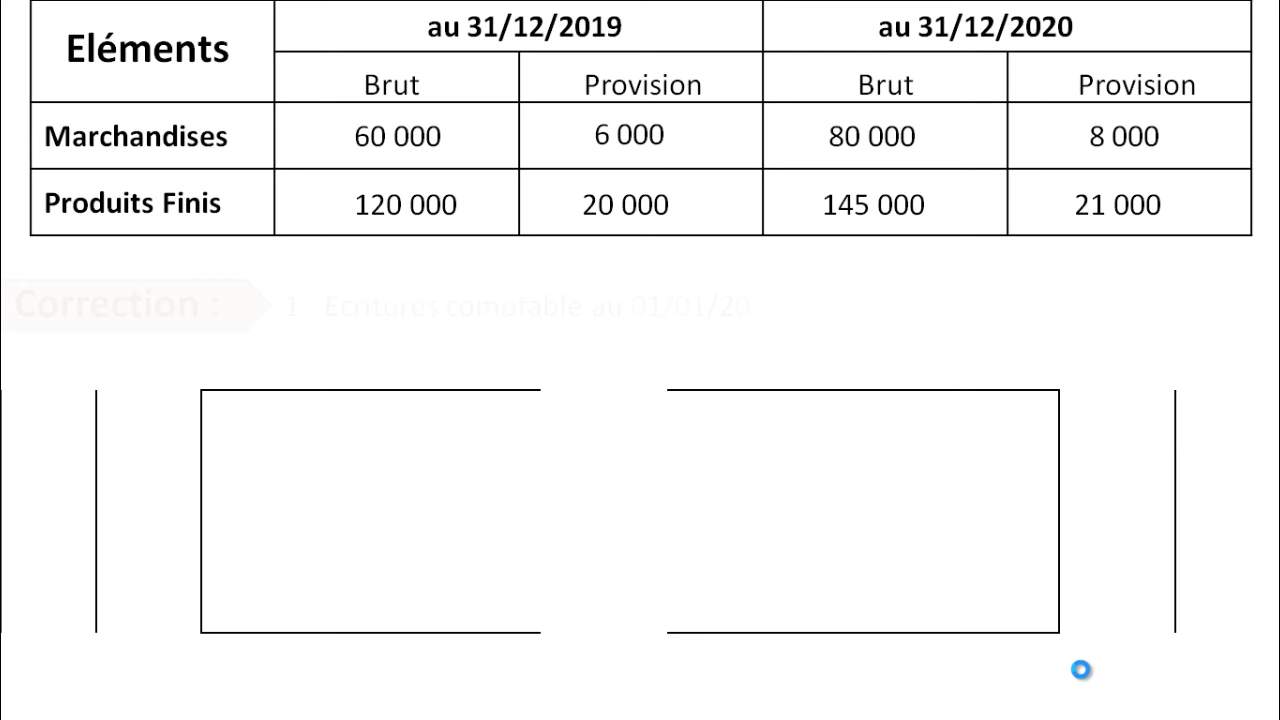 Eléments au 31/12/2019 au 31/12/2020
Brut Provision Brut Provision
Marchandises 60 000 6 000 80 000 8 000
Produits Finis 120 000 20 000 145 000 21 000
Correction : 1 Ecritures comptable au 01/01/20